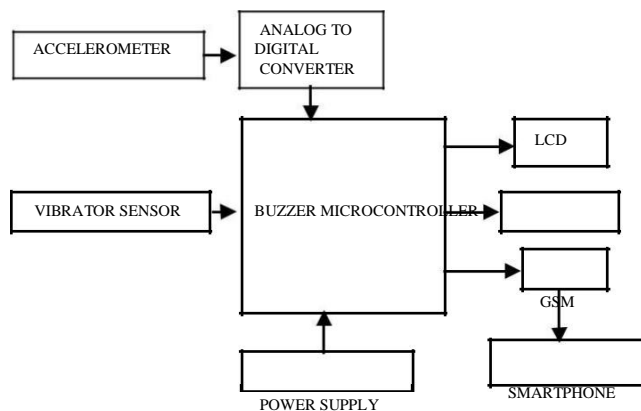 ACCELEROMETER
ANALOG TO
DIGITAL
CONVERTER
LCD
VIBRATOR SENSOR
BUZZER MICROCONTROLLER
GSM
POWER SUPPLY
SMARTPHONE